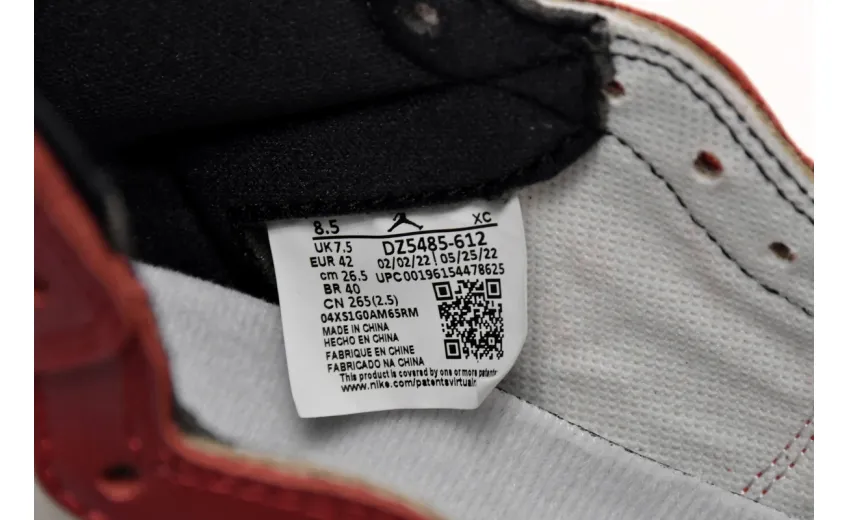 8.5 XC
UK 7.5 DZ5485-612
EUR 42 02/02/22 05/25/22
cm 26.5 UPC00196154478625
BR 40
CN 265(2.5)
04XS1G0AM65RM
MADE IN CHINA
HECHO EN CHINA
FABRIQUE EN CHINE
FABRICADO NA CHINA
This product is covered by one or more patents
www.nike.com/patentsvirtual